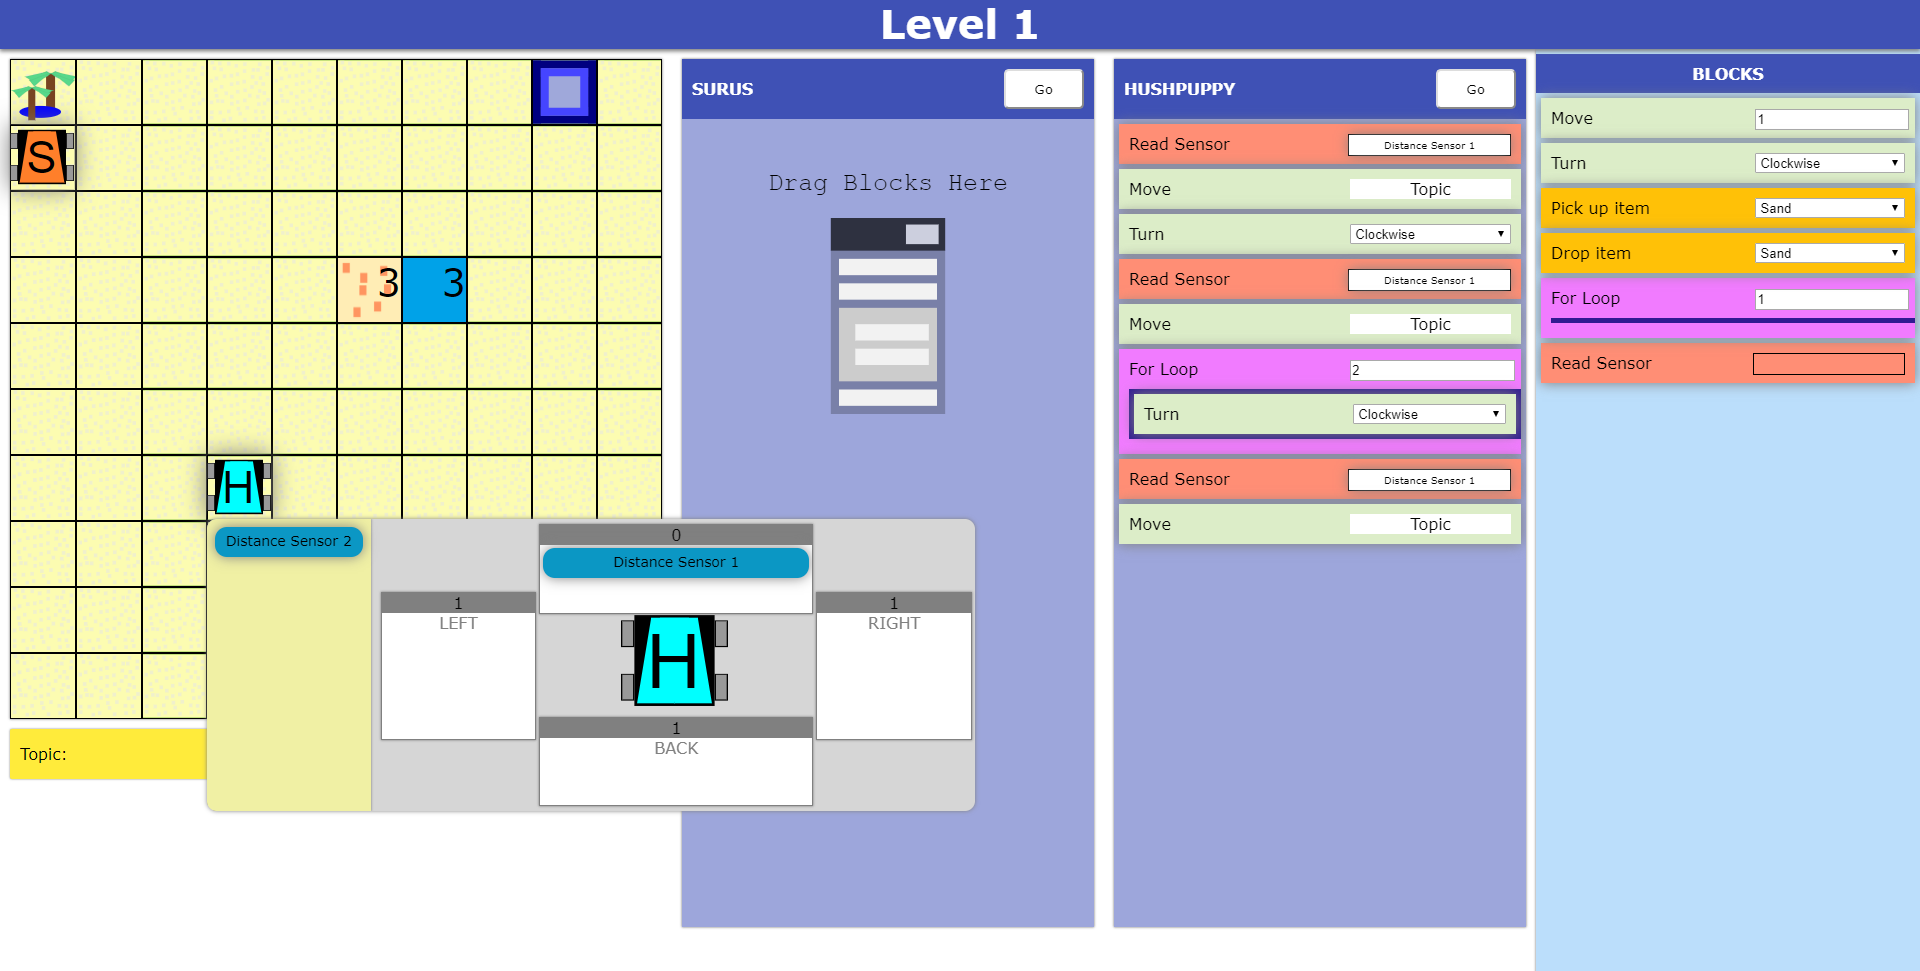 Level 1
S
3
3
H
Topic:
Distance Sensor 2
0
Distance Sensor 1
1
LEFT
H
1
RIGHT
1
BACK
SURUS
Go
Drag Blocks Here
HUSHPUPPY
Go
Read Sensor Distance Sensor 1
Move Topic
Turn Clockwise
Read Sensor Distance Sensor 1
Move Topic
For Loop 2
Turn Clockwise
Read Sensor Distance Sensor 1
Move Topic
BLOCKS
Move 1
Turn Clockwise
Pick up item Sand
Drop item Sand
For Loop 1
Read Sensor